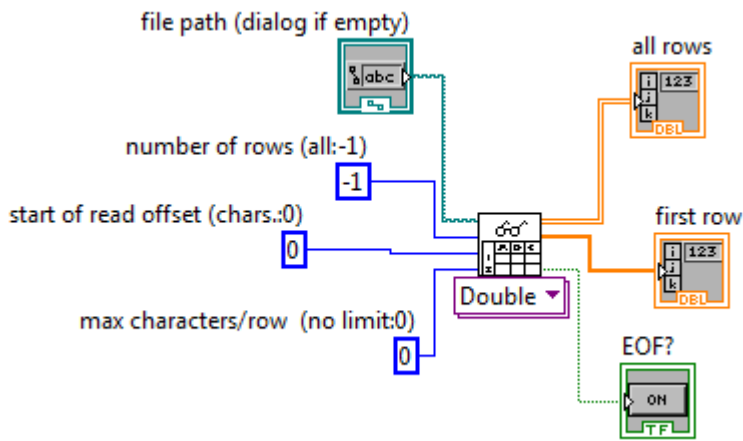 file path (dialog if empty)
abc
all rows
i 123
j
k
DBL
number of rows (all:-1)
-1
start of read offset (chars.:0)
0
first row
i 123
j
k
DBL
Double
max characters/row (no limit:0)
0
EOF?
ON
TF